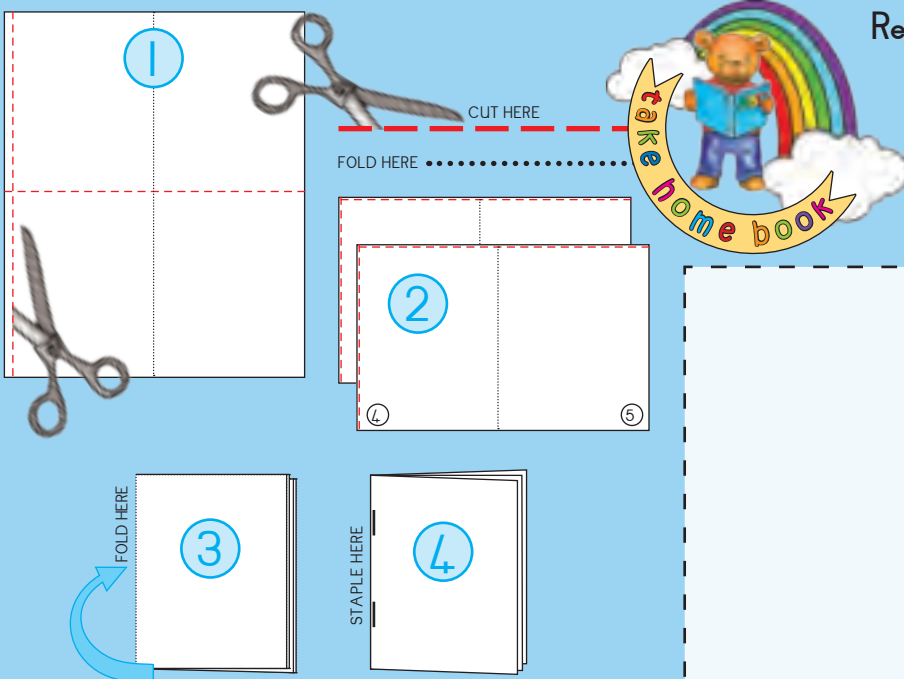 1
Re
CUT HERE
FOLD HERE
take home book
2
4
5
FOLD HERE
3
STAPLE HERE
4